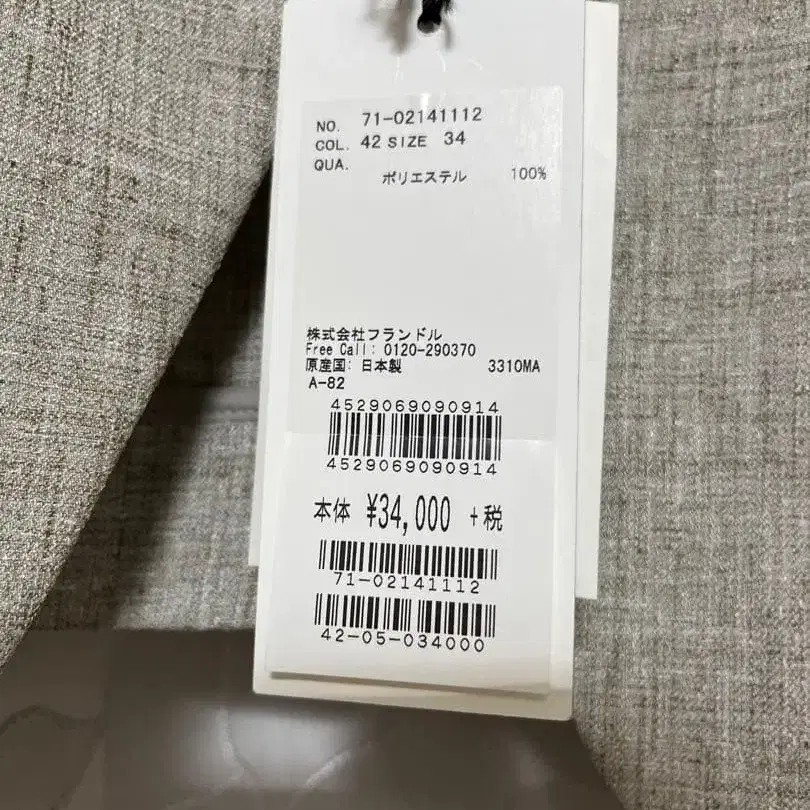 NO. 71-02141112
COL. 42 SIZE 34
QUA.
ポリエステル 100%
株式会社フランドル
Free Call: 0120-290370
原産国: 日本製 3310MA
A-82
4529069090914
4529069090914
本体 ¥34,000 +税
71-02141112
42-05-034000